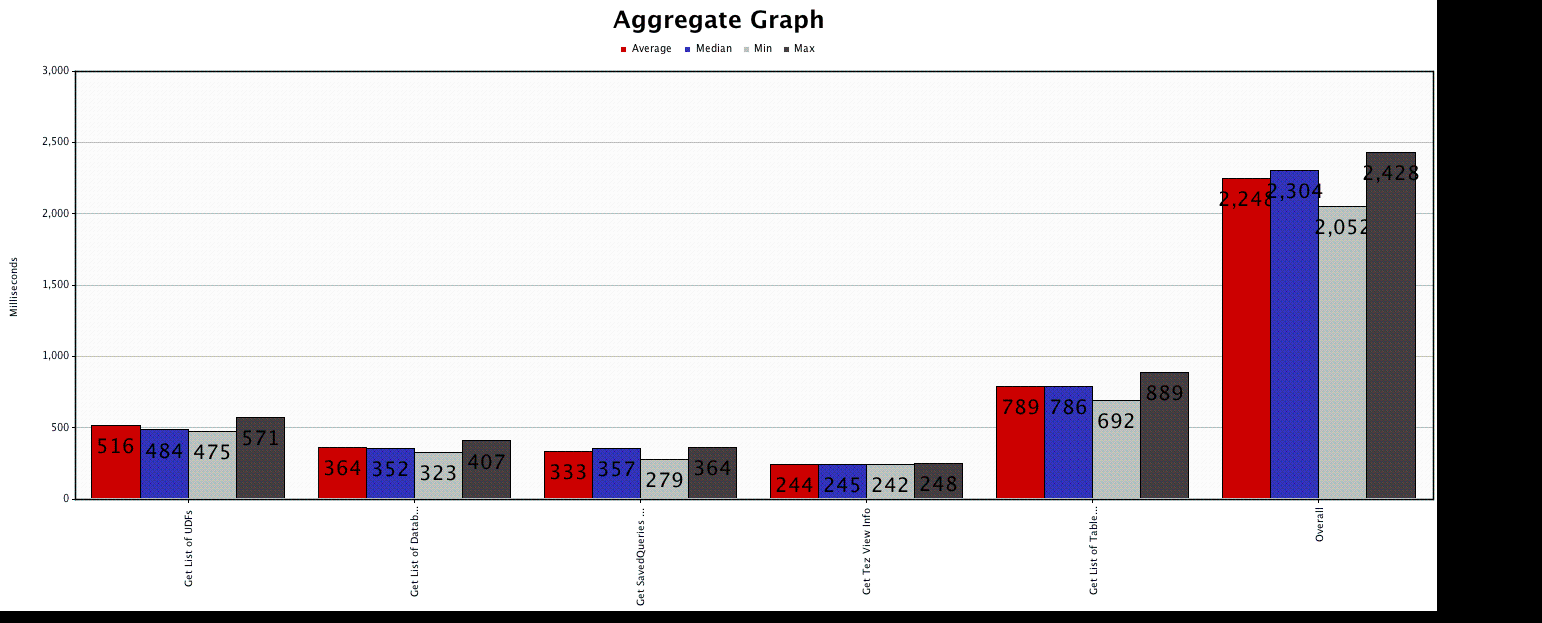 Aggregate Graph
Average Median Min Max
3,000
2,500
2,000
1,500
1,000
500
0
Milliseconds
516 484 475 571
364 352 323 407
333 357 279 364
244 245 242 248
789 786 692 889
2,248 2,304 2,052 2,428
Get List of UDFs
Get List of Datab...
Get SavedQueries ...
Get Tez View Info
Get List of Table...
Overall